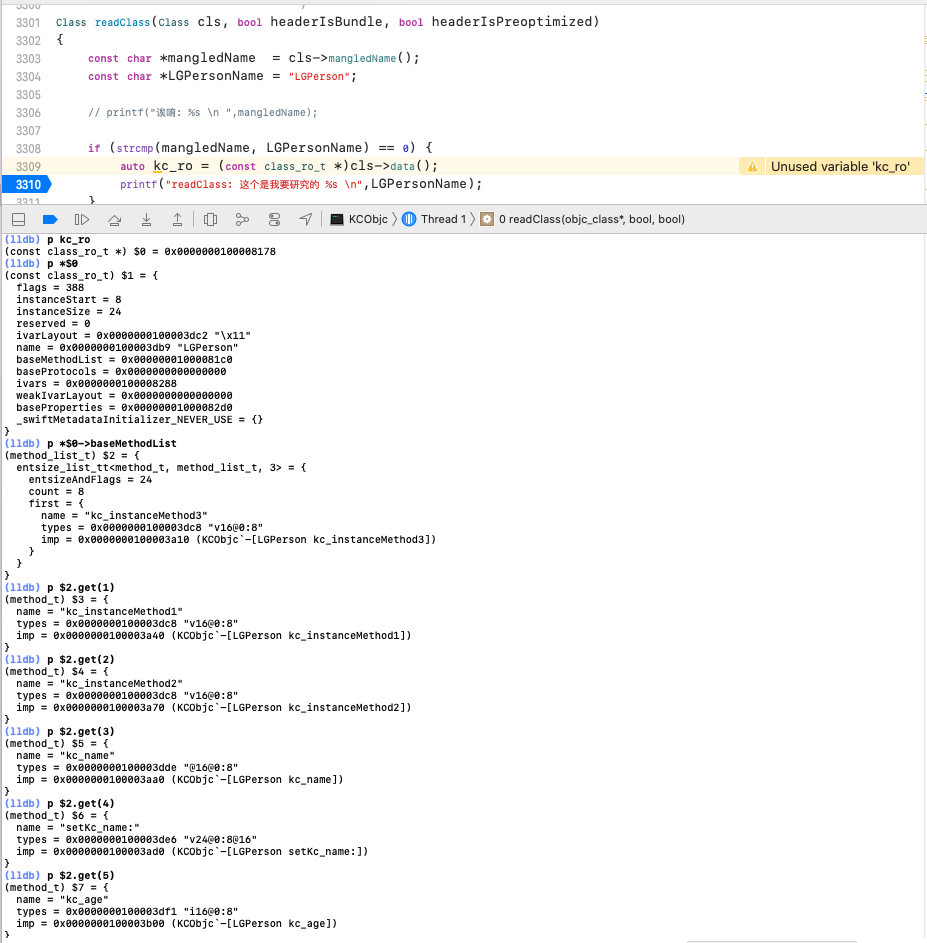 3301 Class readClass(Class cls, bool headerIsBundle, bool headerIsPreoptimized)
3302 {
3303 const char *mangledName  = cls->mangledName();
3304 const char *LGPersonName = "LGPerson";
3305
3306 // printf("诶唷: %s \n ",mangledName);
3307
3308 if (strcmp(mangledName, LGPersonName) == 0) {
3309 auto kc_ro = (const class_ro_t *)cls->data(); Unused variable 'kc_ro'
3310 printf("readClass: 这个是我要研究的 %s \n",LGPersonName);
3311 }
KCObjc Thread 1 0 readClass(objc_class*, bool, bool)
(lldb) p kc_ro
(const class_ro_t *) $0 = 0x0000000100008178
(lldb) p *$0
(const class_ro_t) $1 = {
  flags = 388
  instanceStart = 8
  instanceSize = 24
  reserved = 0
  ivarLayout = 0x0000000100003dc2 "\x11"
  name = 0x0000000100003db9 "LGPerson"
  baseMethodList = 0x00000001000081c0
  baseProtocols = 0x0000000000000000
  ivars = 0x0000000100008288
  weakIvarLayout = 0x0000000000000000
  baseProperties = 0x00000001000082d0
  _swiftMetadataInitializer_NEVER_USE = {}
}
(lldb) p *$0->baseMethodList
(method_list_t) $2 = {
  entsize_list_tt<method_t, method_list_t, 3> = {
    entsizeAndFlags = 24
    count = 8
    first = {
      name = "kc_instanceMethod3"
      types = 0x0000000100003dc8 "v16@0:8"
      imp = 0x0000000100003a10 (KCObjc`-[LGPerson kc_instanceMethod3])
    }
  }
}
(lldb) p $2.get(1)
(method_t) $3 = {
  name = "kc_instanceMethod1"
  types = 0x0000000100003dc8 "v16@0:8"
  imp = 0x0000000100003a40 (KCObjc`-[LGPerson kc_instanceMethod1])
}
(lldb) p $2.get(2)
(method_t) $4 = {
  name = "kc_instanceMethod2"
  types = 0x0000000100003dc8 "v16@0:8"
  imp = 0x0000000100003a70 (KCObjc`-[LGPerson kc_instanceMethod2])
}
(lldb) p $2.get(3)
(method_t) $5 = {
  name = "kc_name"
  types = 0x0000000100003dde "@16@0:8"
  imp = 0x0000000100003aa0 (KCObjc`-[LGPerson kc_name])
}
(lldb) p $2.get(4)
(method_t) $6 = {
  name = "setKc_name:"
  types = 0x0000000100003de6 "v24@0:8@16"
  imp = 0x0000000100003ad0 (KCObjc`-[LGPerson setKc_name:])
}
(lldb) p $2.get(5)
(method_t) $7 = {
  name = "kc_age"
  types = 0x0000000100003df1 "i16@0:8"
  imp = 0x0000000100003b00 (KCObjc`-[LGPerson kc_age])
}